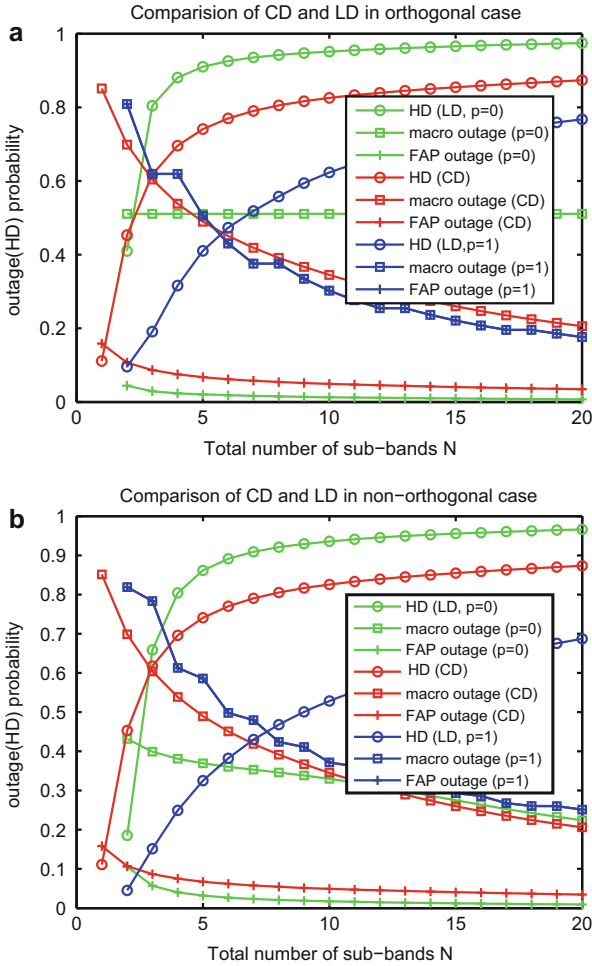 Comparision of CD and LD in orthogonal case
a
1
0.8
0.6
0.4
0.2
0
outage(HD) probability
HD (LD, p=0)
macro outage (p=0)
FAP outage (p=0)
HD (CD)
macro outage (CD)
FAP outage (CD)
HD (LD,p=1)
macro outage (p=1)
FAP outage (p=1)
0 5 10 15 20
Total number of sub−bands N
Comparison of CD and LD in non−orthogonal case
b
1
0.9
0.8
0.7
0.6
0.5
0.4
0.3
0.2
0.1
0
outage(HD) probability
HD (LD, p=0)
macro outage (p=0)
FAP outage (p=0)
HD (CD)
macro outage (CD)
FAP outage (CD)
HD (LD, p=1)
macro outage (p=1)
FAP outage (p=1)
0 5 10 15 20
Total number of sub−bands N